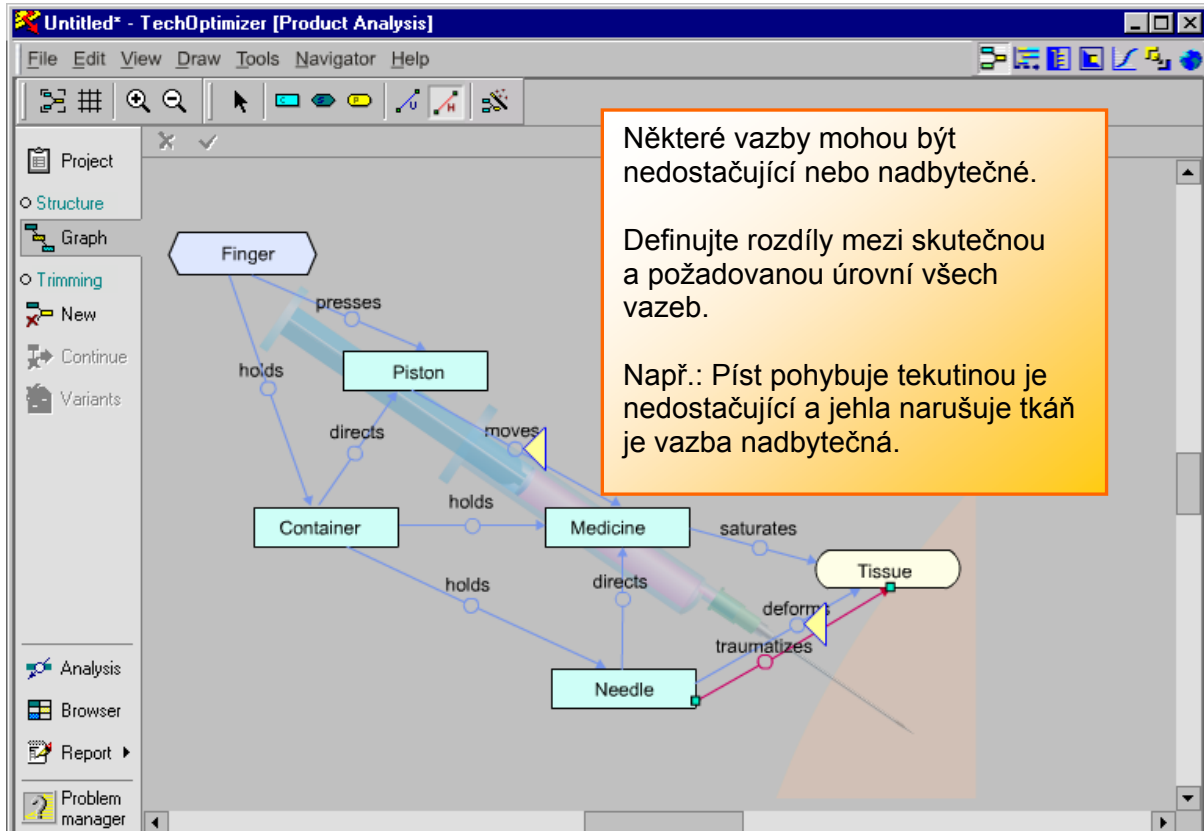 Untitled* - TechOptimizer [Product Analysis]
File Edit View Draw Tools Navigator Help
C S P U H
Project
Structure
Graph
Trimming
New
Continue
Variants
Analysis
Browser
Report
Problem
manager
Některé vazby mohou být
nedostačující nebo nadbytečné.
Definujte rozdíly mezi skutečnou
a požadovanou úrovní všech
vazeb.
Např.: Píst pohybuje tekutinou je
nedostačující a jehla narušuje tkáň
je vazba nadbytečná.
Finger
presses
holds
Piston
directs
moves
holds
Container
Medicine
saturates
Tissue
holds
directs
deforms
traumatizes
Needle